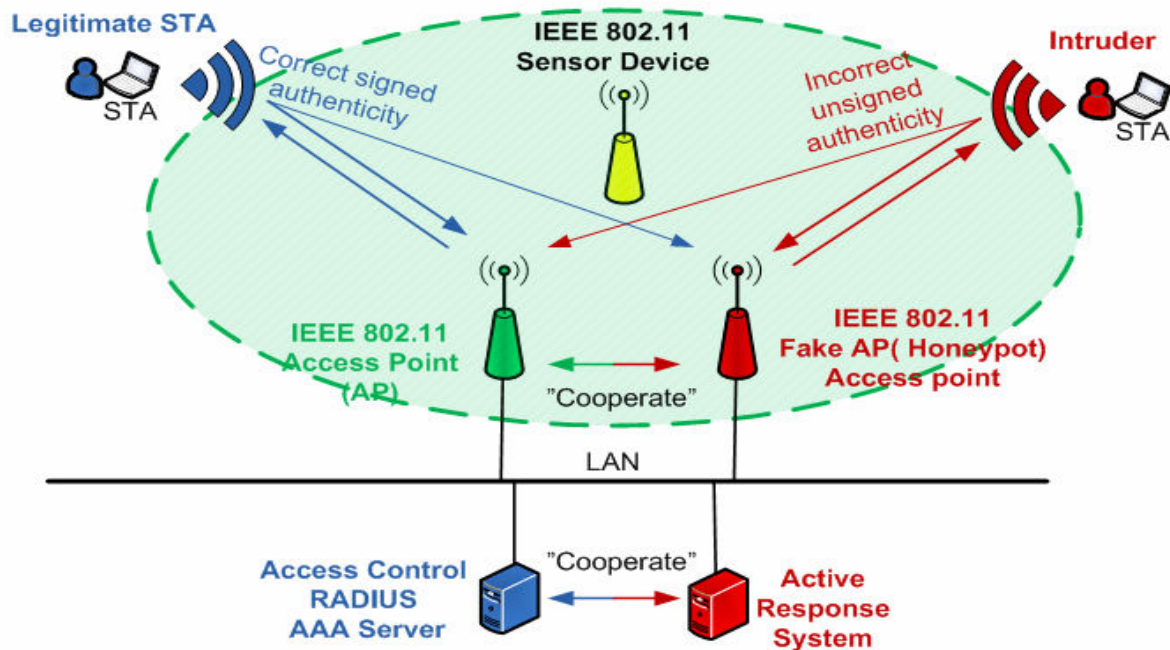 Legitimate STA
STA
Correct signed
authenticity
IEEE 802.11
Sensor Device
Incorrect
unsigned
authenticity
Intruder
STA
IEEE 802.11
Access Point
(AP)
IEEE 802.11
Fake AP( Honeypot)
Access point
"Cooperate"
LAN
Access Control
RADIUS
AAA Server
"Cooperate"
Active
Response
System